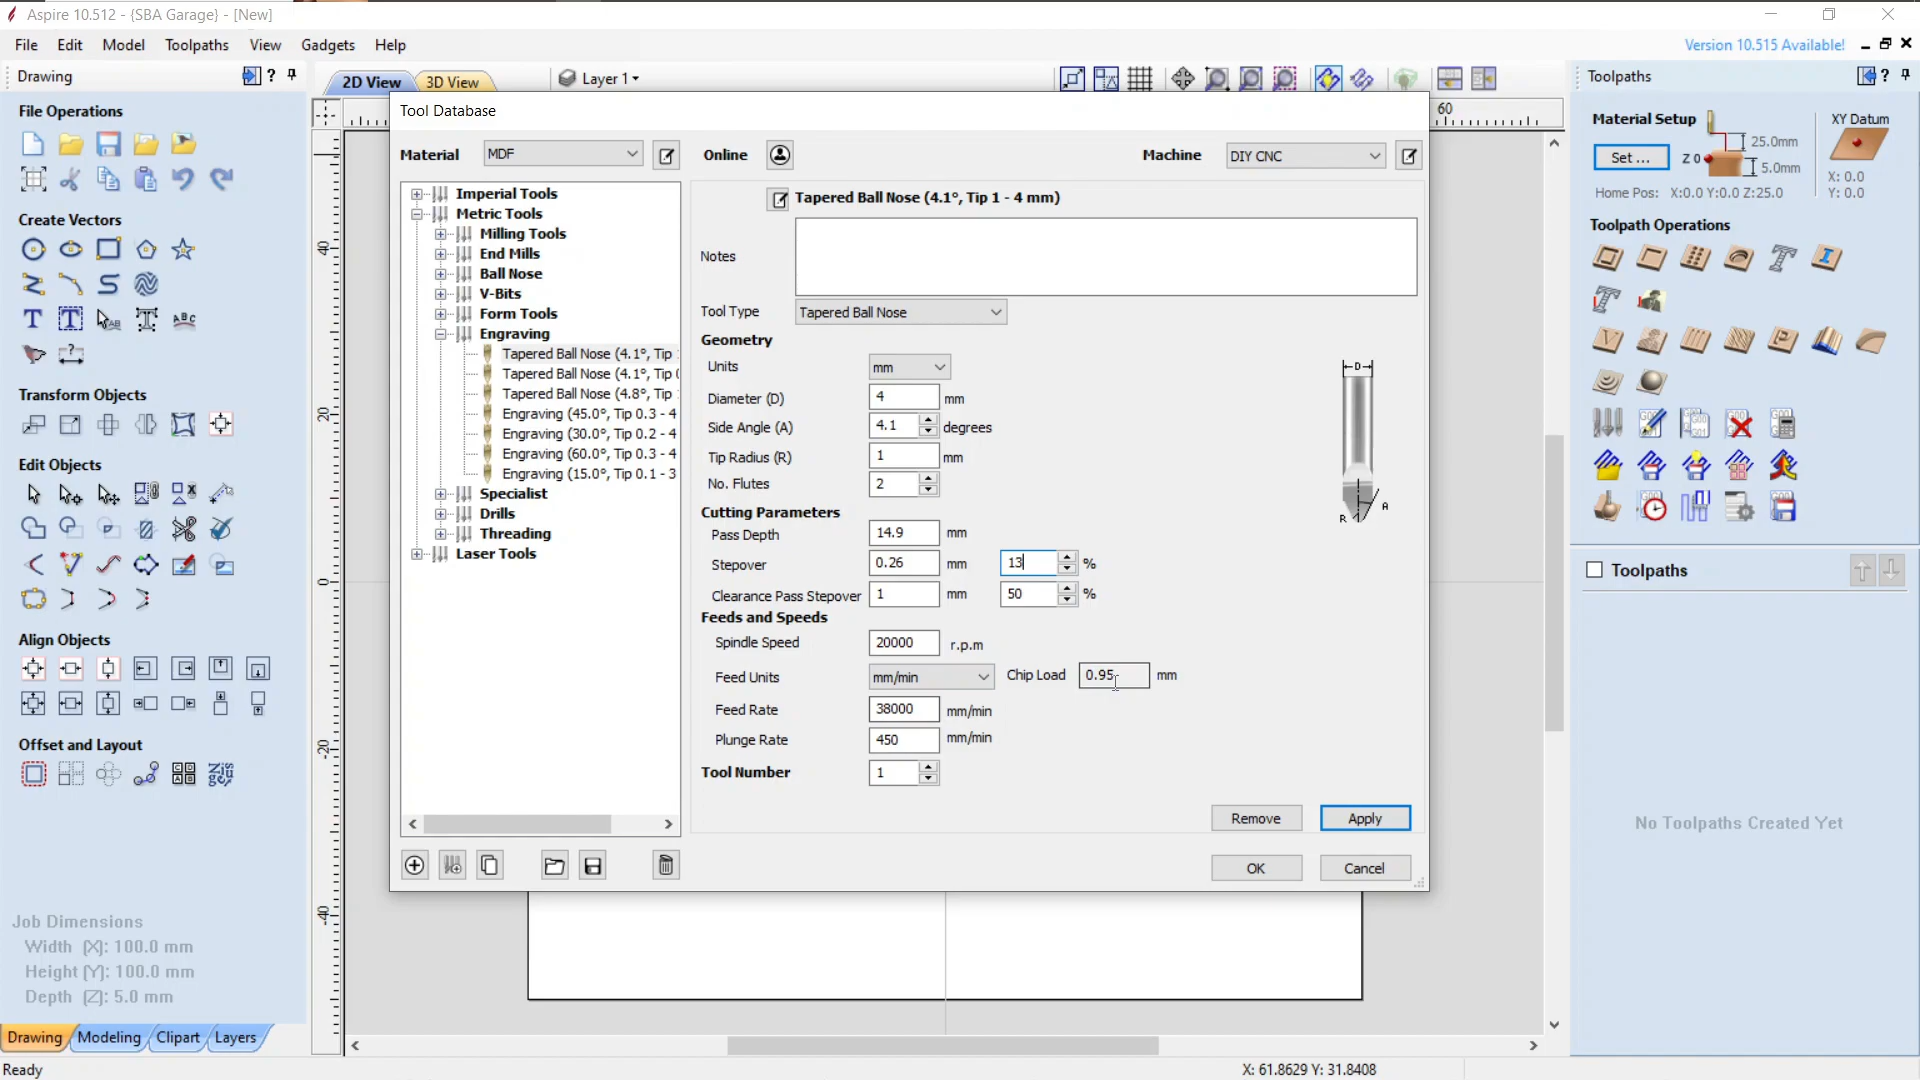 Aspire 10.512 - {SBA Garage} - [New]
File Edit Model Toolpaths View Gadgets Help
Version 10.515 Available!
Drawing
File Operations
Create Vectors
Transform Objects
Edit Objects
Align Objects
Offset and Layout
Job Dimensions
Width (X): 100.0 mm
Height (Y): 100.0 mm
Depth (Z): 5.0 mm
Drawing Modeling Clipart Layers
Ready
2D View 3D View
Layer 1
60
40
20
0
-20
-40
Tool Database
Material MDF
Online
Machine DIY CNC
Imperial Tools
Metric Tools
Milling Tools
End Mills
Ball Nose
V-Bits
Form Tools
Engraving
Tapered Ball Nose (4.1°, Tip
Tapered Ball Nose (4.1°, Tip
Tapered Ball Nose (4.8°, Tip
Engraving (45.0°, Tip 0.3 - 4
Engraving (30.0°, Tip 0.2 - 4
Engraving (60.0°, Tip 0.3 - 4
Engraving (15.0°, Tip 0.1 - 3
Specialist
Drills
Threading
Laser Tools
Tapered Ball Nose (4.1°, Tip 1 - 4 mm)
Notes
Tool Type Tapered Ball Nose
Geometry
Units mm
Diameter (D) 4 mm
Side Angle (A) 4.1 degrees
Tip Radius (R) 1 mm
No. Flutes 2
D
R
A
Cutting Parameters
Pass Depth 14.9 mm
Stepover 0.26 mm 13 %
Clearance Pass Stepover 1 mm 50 %
Feeds and Speeds
Spindle Speed 20000 r.p.m
Feed Units mm/min Chip Load 0.95 mm
Feed Rate 38000 mm/min
Plunge Rate 450 mm/min
Tool Number 1
Remove Apply
OK Cancel
X: 61.8629 Y: 31.8408
Toolpaths
Material Setup
Set ...
Z 0
25.0mm
5.0mm
XY Datum
X: 0.0
Y: 0.0
Home Pos: X:0.0 Y:0.0 Z:25.0
Toolpath Operations
Toolpaths
No Toolpaths Created Yet